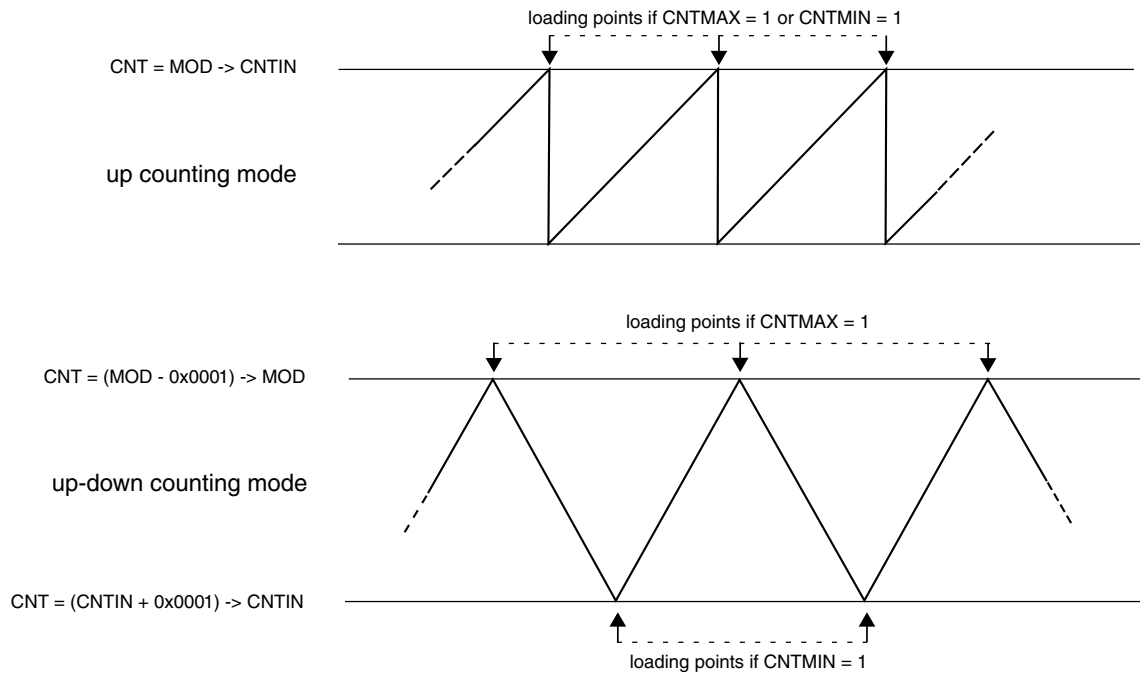 loading points if CNTMAX = 1 or CNTMIN = 1
CNT = MOD -> CNTIN
up counting mode
loading points if CNTMAX = 1
CNT = (MOD - 0x0001) -> MOD
up-down counting mode
CNT = (CNTIN + 0x0001) -> CNTIN
loading points if CNTMIN = 1